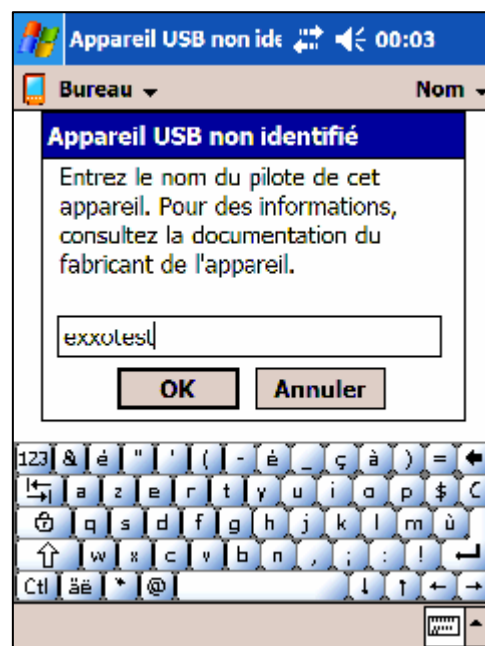 Appareil USB non ide 00:03
Bureau Nom
Appareil USB non identifié
Entrez le nom du pilote de cet
appareil. Pour des informations,
consultez la documentation du
fabricant de l'appareil.
exxotest
OK Annuler
123 & é " ' ( - è _ ç à ) =
a z e r t y u i o p $ C
q s d f g h j k l m ù
w x c v b n , ; : !
Ctl äë * @